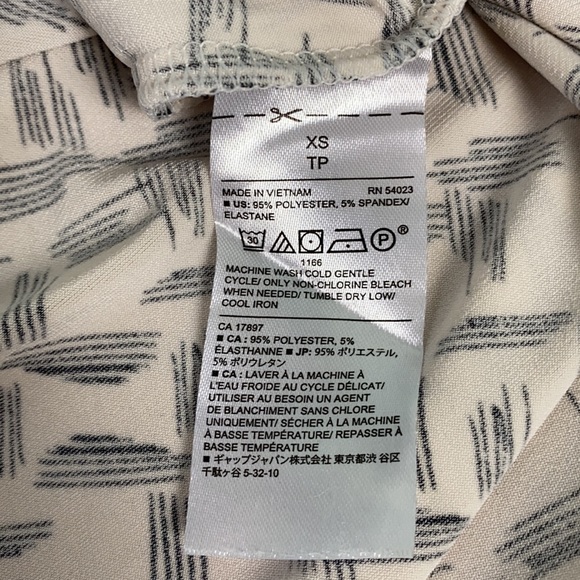 XS
TP
MADE IN VIETNAM RN 54023
■ US: 95% POLYESTER, 5% SPANDEX/
ELASTANE
30 P ®
1166
MACHINE WASH COLD GENTLE
CYCLE/ ONLY NON-CHLORINE BLEACH
WHEN NEEDED/ TUMBLE DRY LOW/
COOL IRON
CA 17897
■ CA : 95% POLYESTER, 5%
ÉLASTHANNE ■ JP: 95% ポリエステル,
5% ポリウレタン
■ CA : LAVER À LA MACHINE À
L'EAU FROIDE AU CYCLE DÉLICAT/
UTILISER AU BESOIN UN AGENT
DE BLANCHIMENT SANS CHLORE
UNIQUEMENT/ SÉCHER À LA MACHINE
À BASSE TEMPÉRATURE/ REPASSER À
BASSE TEMPÉRATURE
■ ギャップジャパン株式会社 東京都渋 谷区
千駄ヶ谷 5-32-10